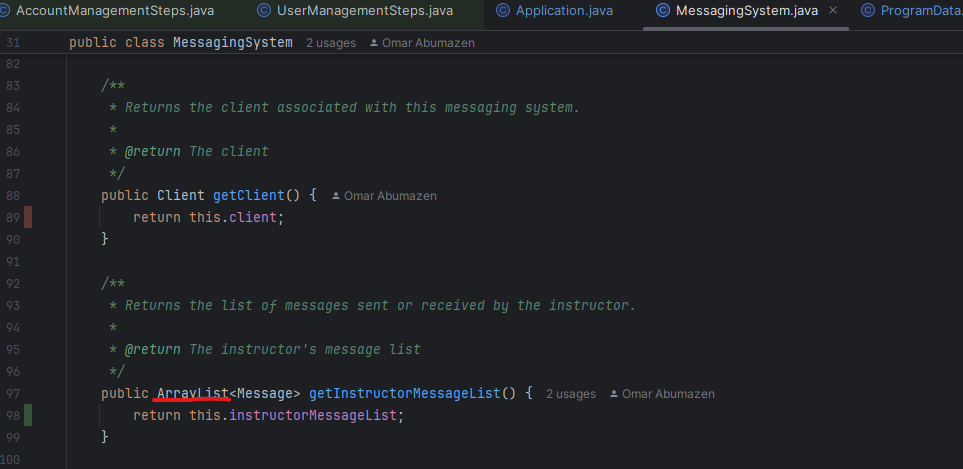 AccountManagementSteps.java UserManagementSteps.java Application.java MessagingSystem.java ProgramData.
31 public class MessagingSystem 2 usages Omar Abumazen
82
83 /**
84 * Returns the client associated with this messaging system.
85 *
86 * @return The client
87 */
88 public Client getClient() { Omar Abumazen
89 return this.client;
90 }
91
92 /**
93 * Returns the list of messages sent or received by the instructor.
94 *
95 * @return The instructor's message list
96 */
97 public ArrayList<Message> getInstructorMessageList() { 2 usages Omar Abumazen
98 return this.instructorMessageList;
99 }
100